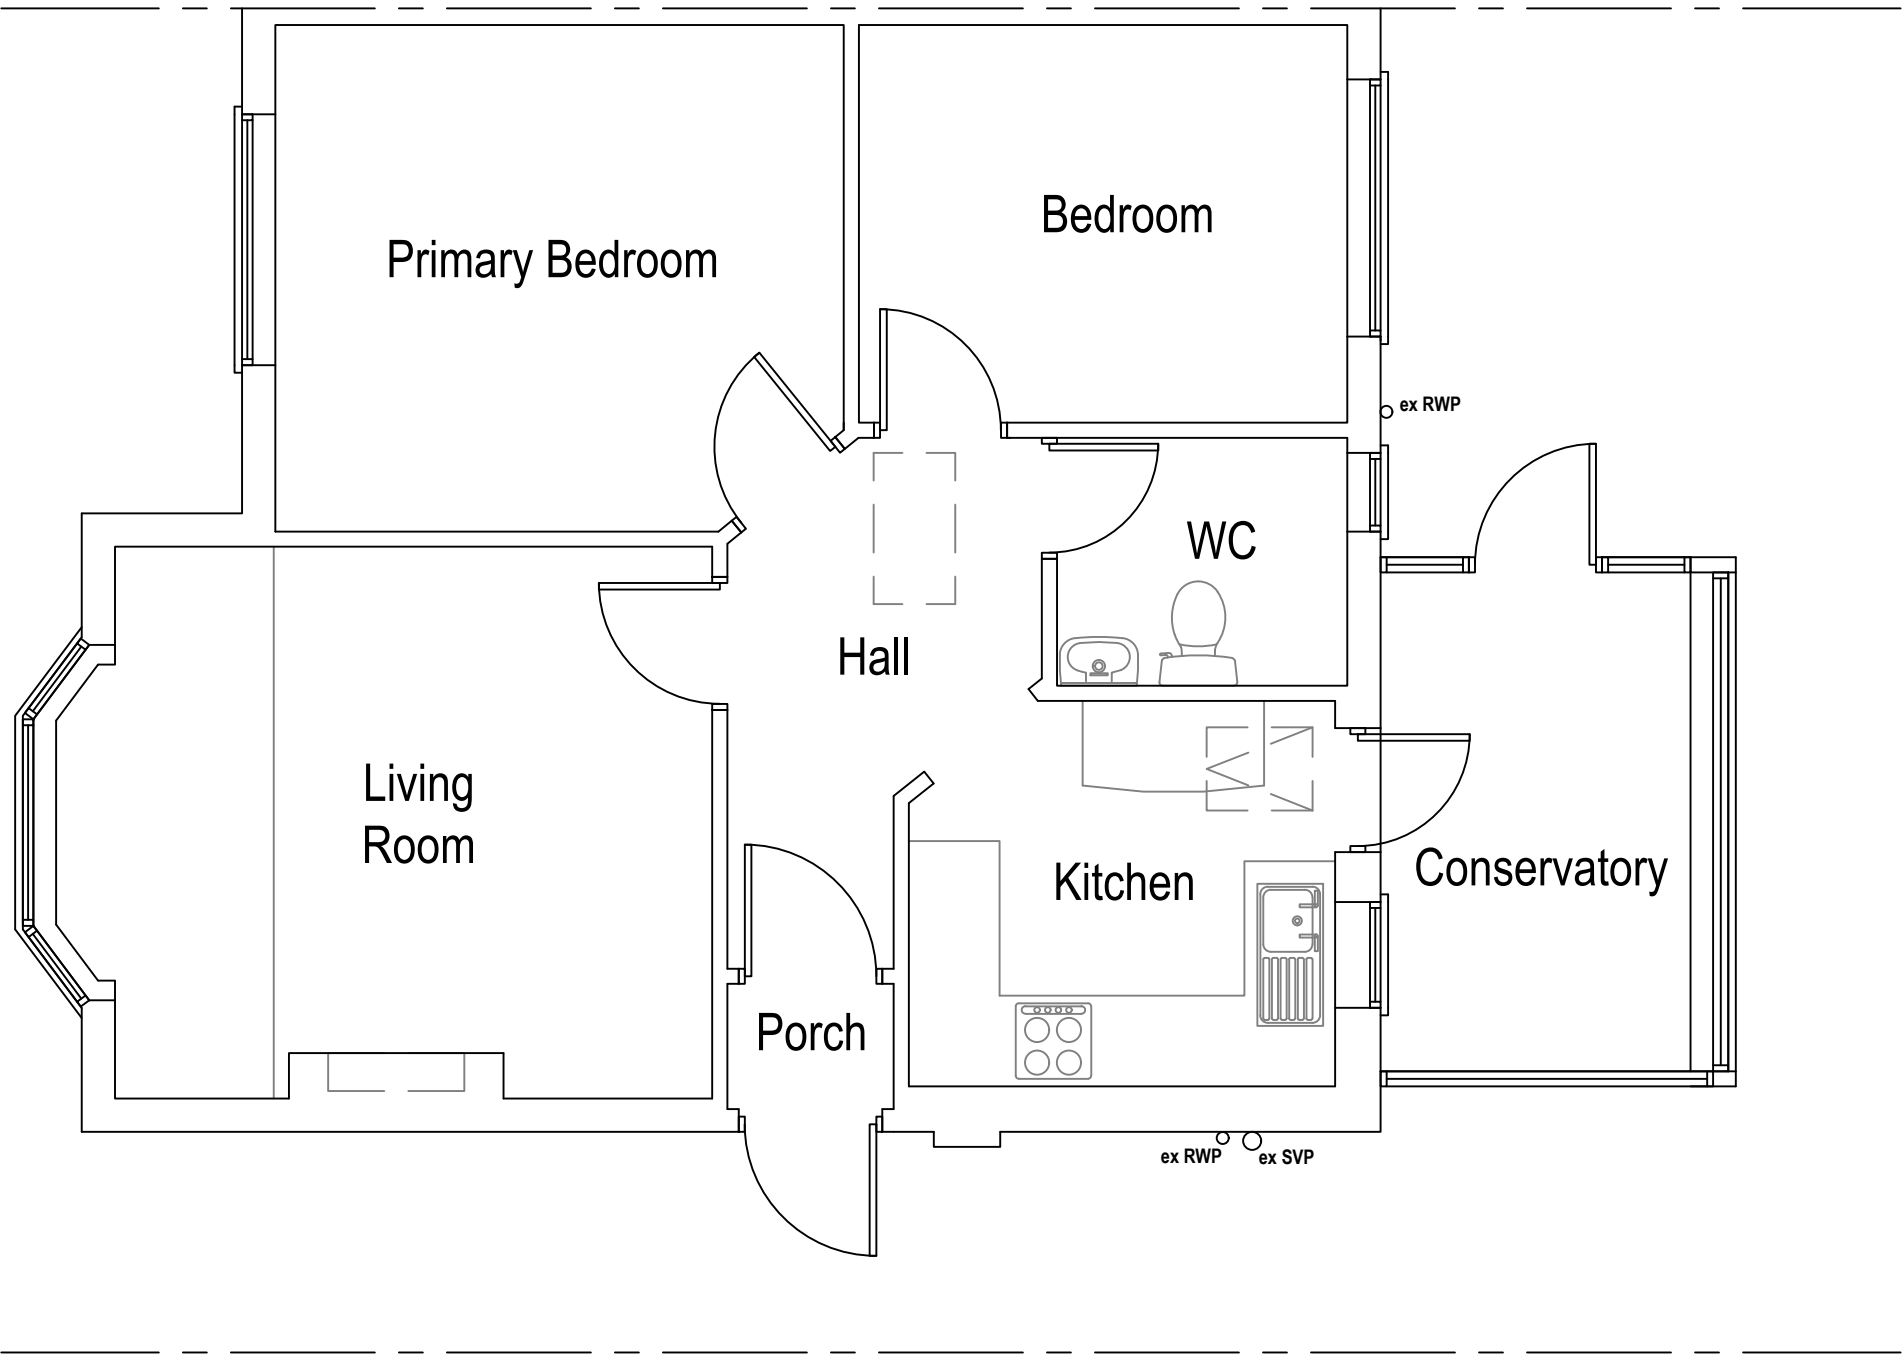 Bedroom
Primary Bedroom
ex RWP
WC
Hall
Living
Room
Kitchen
Conservatory
Porch
ex RWP
ex SVP